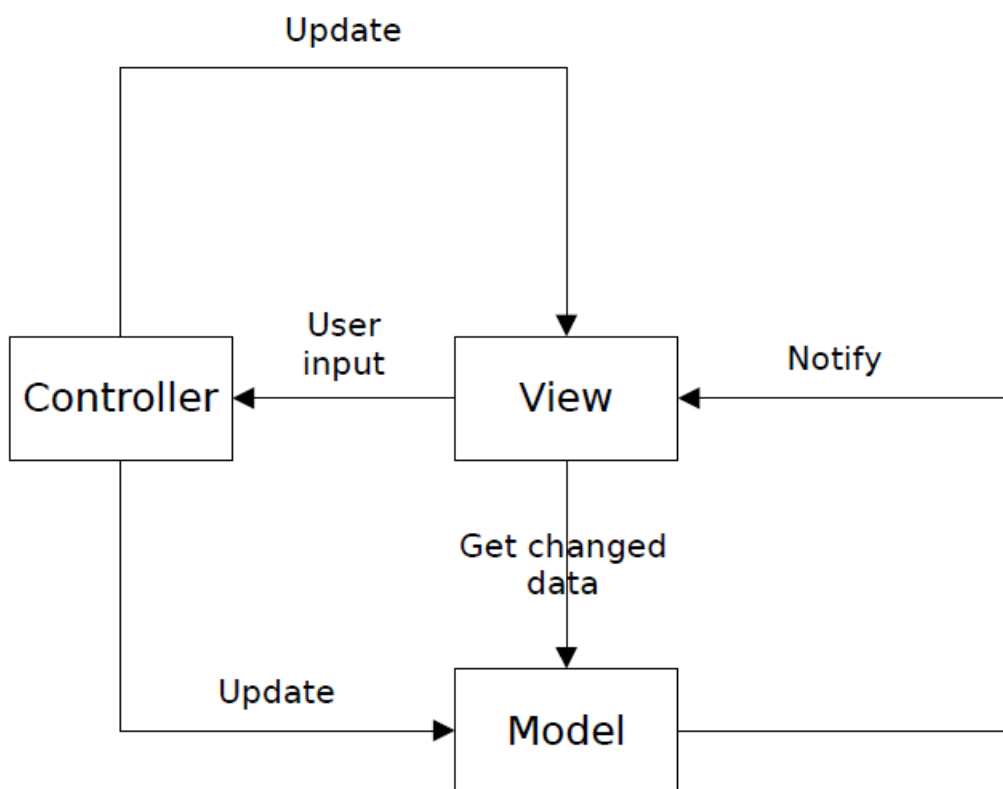 Update
User
input
Notify
Controller
View
Get changed
data
Update
Model